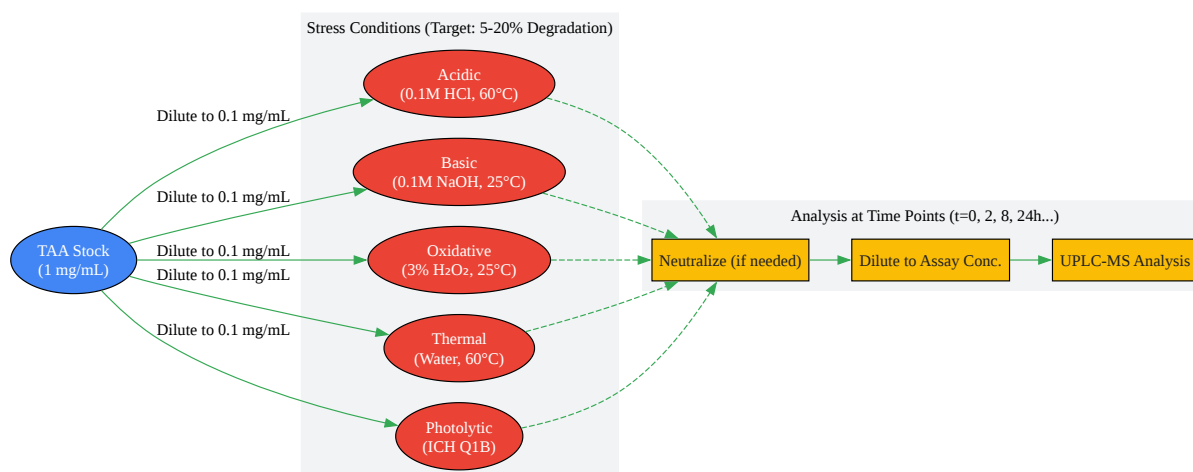 Stress Conditions (Target: 5-20% Degradation)
Acidic
(0.1M HCl, 60°C)
Dilute to 0.1 mg/mL
Basic
(0.1M NaOH, 25°C)
Dilute to 0.1 mg/mL
Analysis at Time Points (t=0, 2, 8, 24h...)
TAA Stock
(1 mg/mL)
Dilute to 0.1 mg/mL
Oxidative
(3% H₂O₂, 25°C)
Neutralize (if needed)
Dilute to Assay Conc.
UPLC-MS Analysis
Dilute to 0.1 mg/mL
Thermal
(Water, 60°C)
Dilute to 0.1 mg/mL
Photolytic
(ICH Q1B)